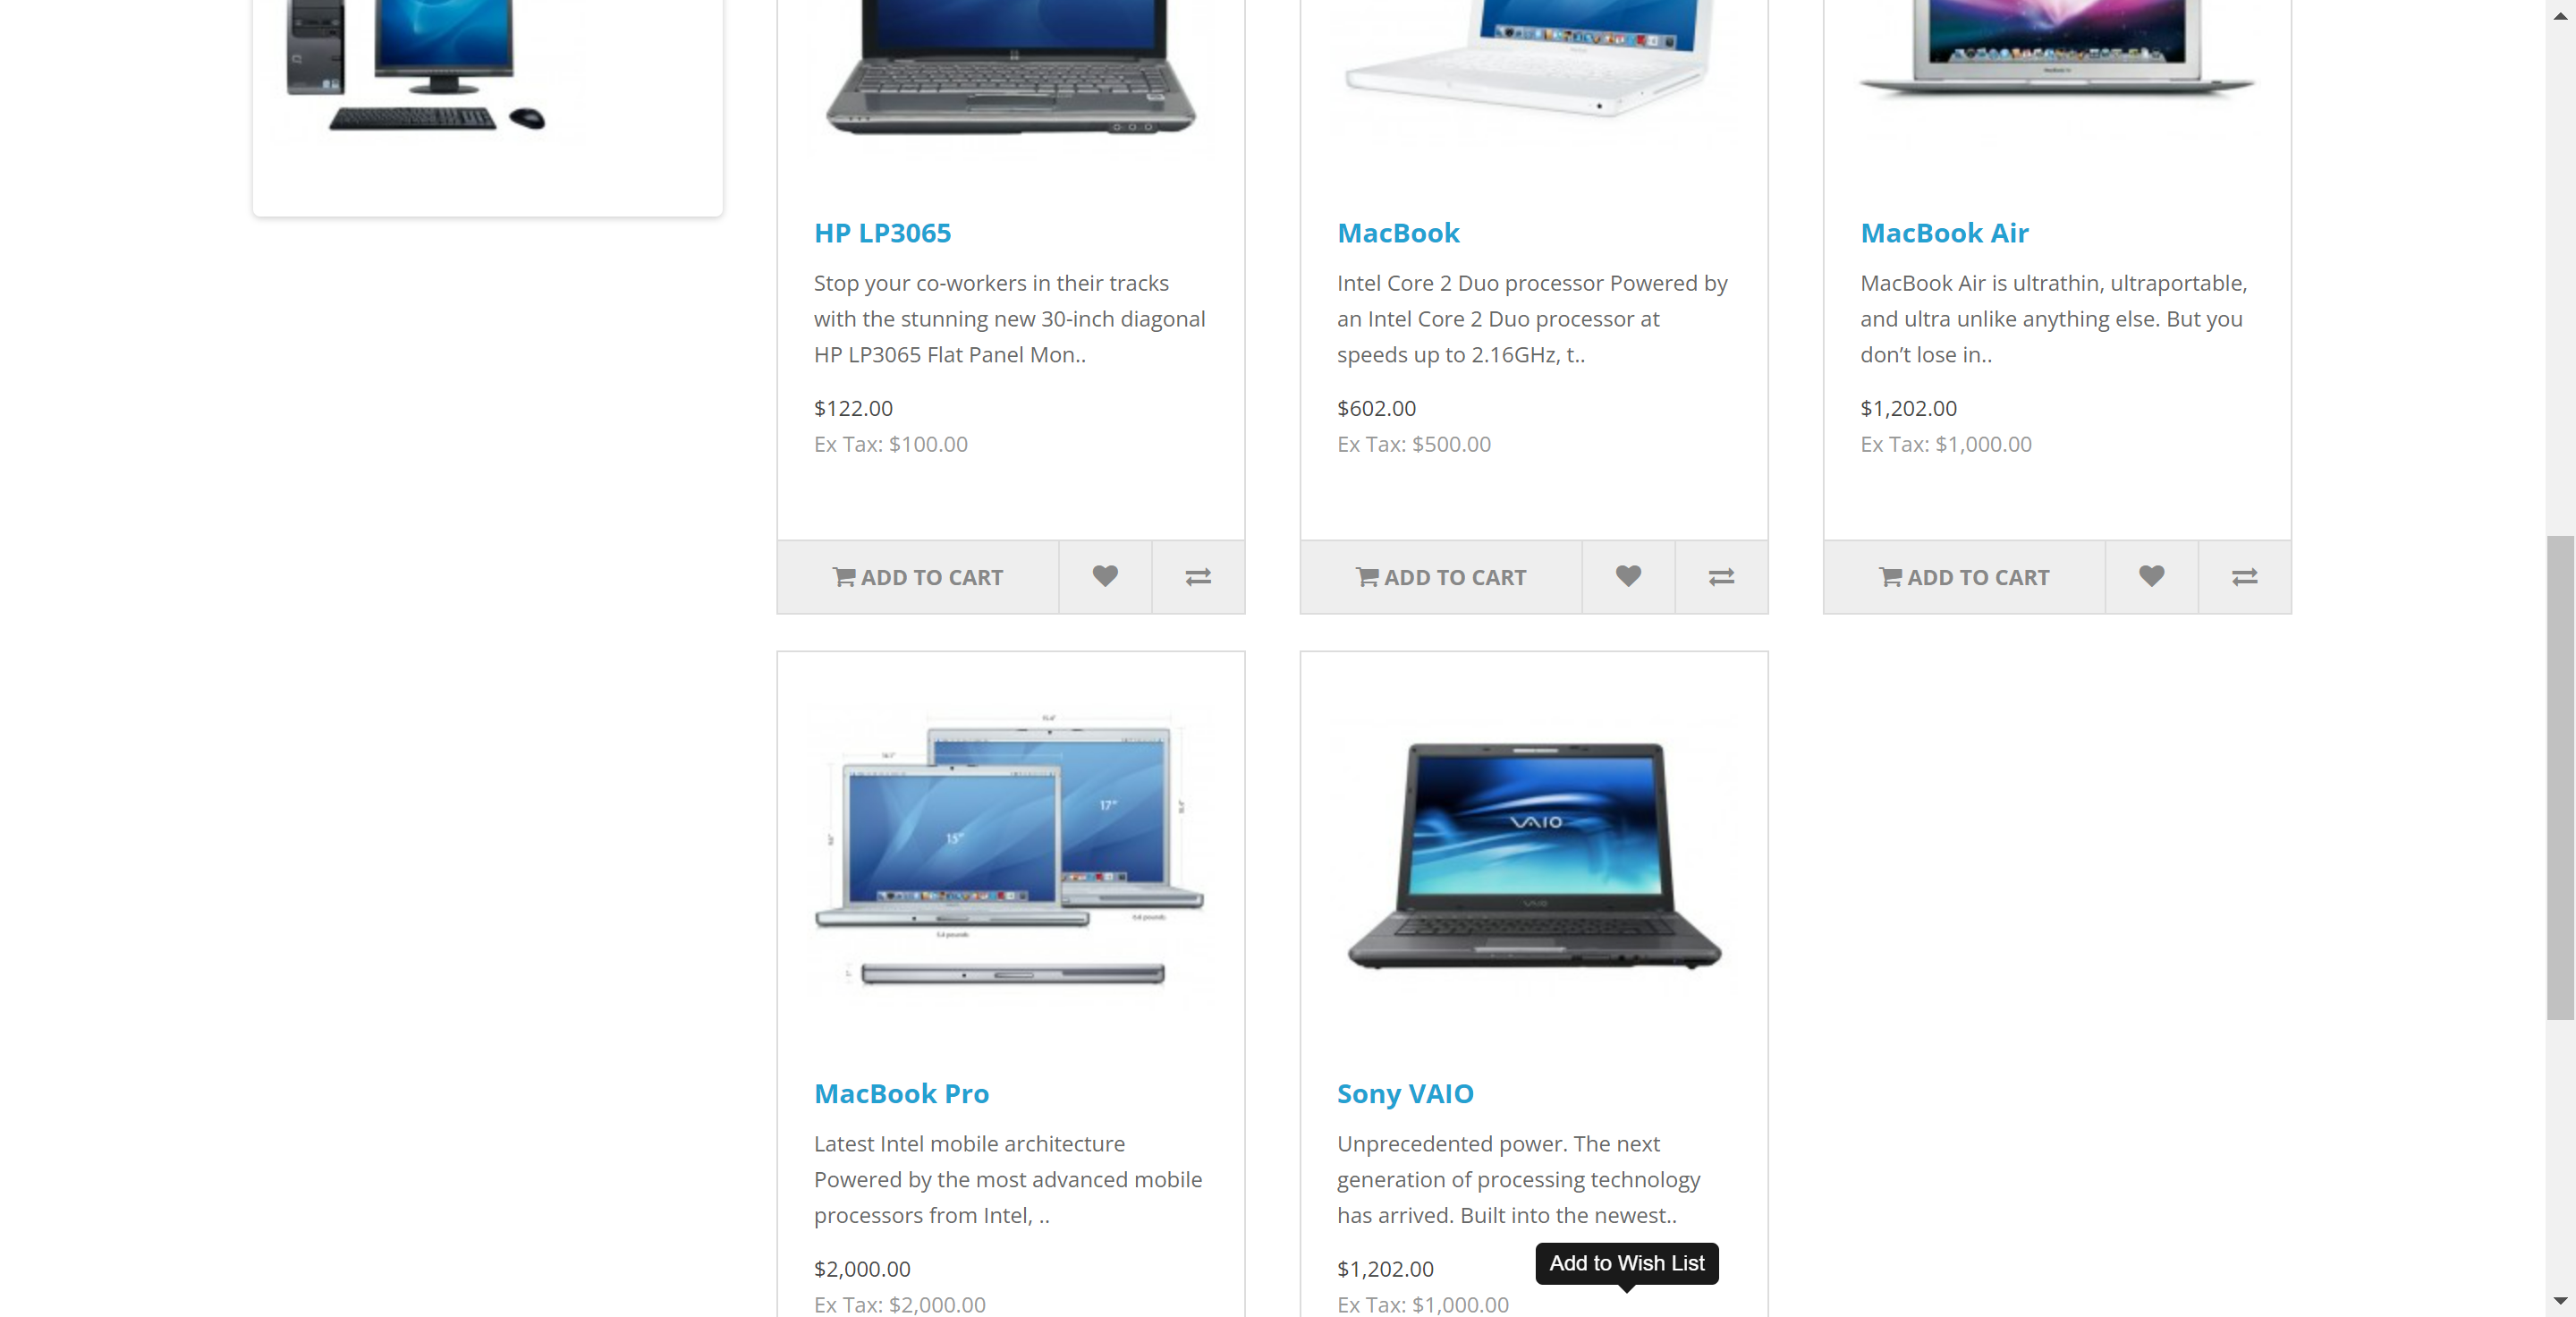 HP LP3065
Stop your co-workers in their tracks
with the stunning new 30-inch diagonal
HP LP3065 Flat Panel Mon..
$122.00
Ex Tax: $100.00
ADD TO CART
MacBook
Intel Core 2 Duo processor Powered by
an Intel Core 2 Duo processor at
speeds up to 2.16GHz, t..
$602.00
Ex Tax: $500.00
ADD TO CART
MacBook Air
MacBook Air is ultrathin, ultraportable,
and ultra unlike anything else. But you
don’t lose in..
$1,202.00
Ex Tax: $1,000.00
ADD TO CART
15"
17"
MacBook Pro
Latest Intel mobile architecture
Powered by the most advanced mobile
processors from Intel, ..
$2,000.00
Ex Tax: $2,000.00
VAIO
VAIO
Sony VAIO
Unprecedented power. The next
generation of processing technology
has arrived. Built into the newest..
$1,202.00
Ex Tax: $1,000.00
Add to Wish List